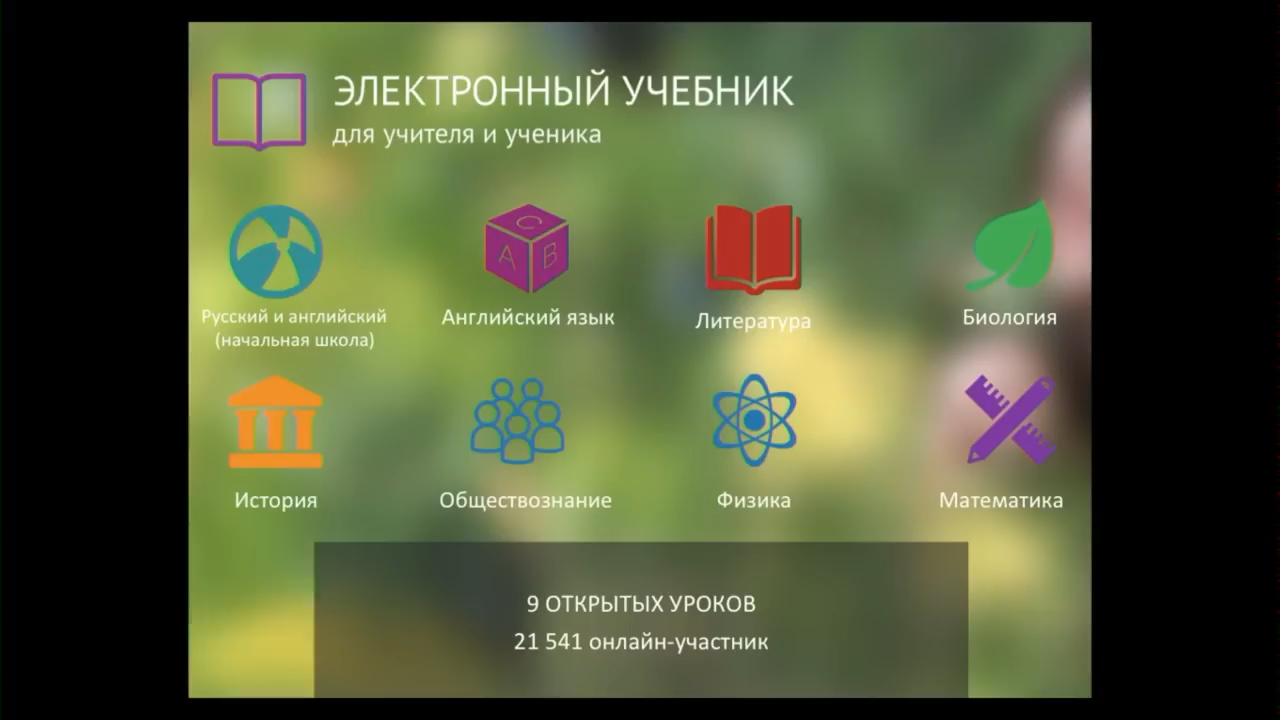 ЭЛЕКТРОННЫЙ УЧЕБНИК
для учителя и ученика
C
A B
Русский и английский
(начальная школа)
Английский язык
Литература
Биология
История
Обществознание
Физика
Математика
9 ОТКРЫТЫХ УРОКОВ
21 541 онлайн-участник